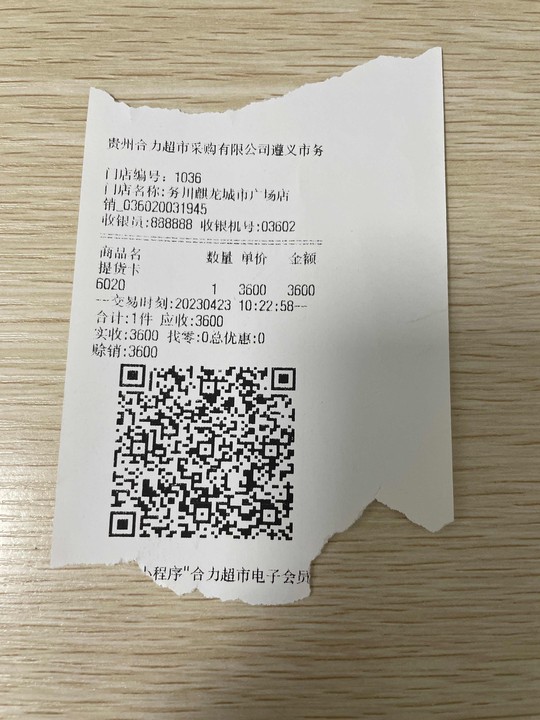 贵州合力超市采购有限公司遵义市务
门店编号: 1036
门店名称:务川麒龙城市广场店
销_036020031945
收银员:888888 收银机号:03602
商品名 数量 单价 金额
提货卡
6020 1 3600 3600
--交易时刻:20230423 10:22:58--
合计:1件 应收:3600
实收:3600 找零:0总优惠:0
赊销:3600
小程序"合力超市电子会员